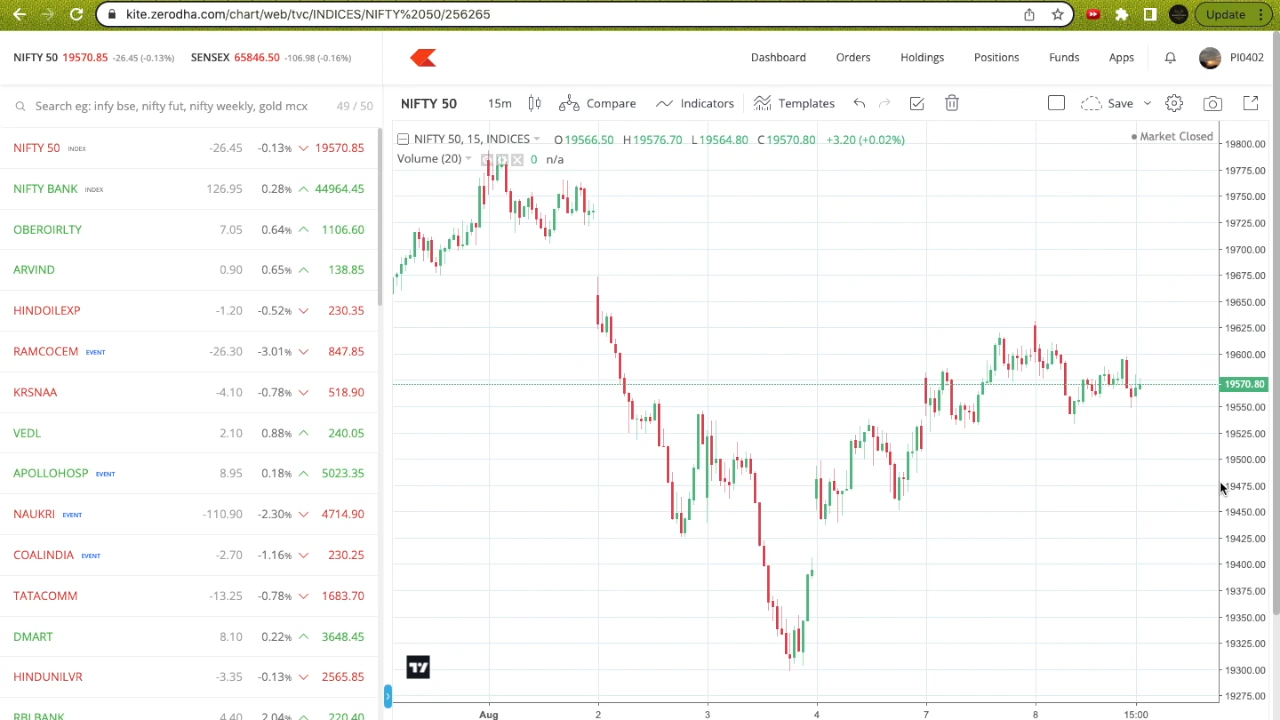 kite.zerodha.com/chart/web/tvc/INDICES/NIFTY%2050/256265
Update
NIFTY 50 19570.85 -26.45 (-0.13%) SENSEX 65846.50 -106.98 (-0.16%)
Dashboard Orders Holdings Positions Funds Apps PI0402
Search eg: infy bse, nifty fut, nifty weekly, gold mcx 49 / 50
NIFTY 50 15m Compare Indicators Templates Save
NIFTY 50 INDEX -26.45 -0.13% 19570.85
NIFTY BANK INDEX 126.95 0.28% 44964.45
OBEROIRLTY 7.05 0.64% 1106.60
ARVIND 0.90 0.65% 138.85
HINDOILEXP -1.20 -0.52% 230.35
RAMCOCEM EVENT -26.30 -3.01% 847.85
KRSNAA -4.10 -0.78% 518.90
VEDL 2.10 0.88% 240.05
APOLLOHOSP EVENT 8.95 0.18% 5023.35
NAUKRI EVENT -110.90 -2.30% 4714.90
COALINDIA EVENT -2.70 -1.16% 230.25
TATACOMM -13.25 -0.78% 1683.70
DMART 8.10 0.22% 3648.45
HINDUNILVR -3.35 -0.13% 2565.85
RBLBANK 4.40 2.04% 220.40
NIFTY 50, 15, INDICES O19566.50 H19576.70 L19564.80 C19570.80 +3.20 (+0.02%)
Market Closed
Volume (20) 0 n/a
19800.00
19775.00
19750.00
19725.00
19700.00
19675.00
19650.00
19625.00
19600.00
19570.80
19550.00
19525.00
19500.00
19475.00
19450.00
19425.00
19400.00
19375.00
19350.00
19325.00
19300.00
19275.00
Aug 2 3 4 7 8 15:00